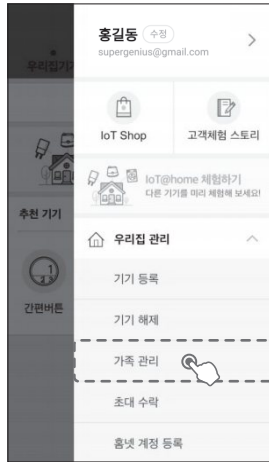 홍길동 수정 >
supergenius@gmail.com
우리집기기
IoT Shop
고객체험 스토리
IoT@home 체험하기
다른 기기를 미리 체험해 보세요!
추천 기기
우리집 관리
1
간편버튼
기기 등록
기기 해제
가족 관리
초대 수락
홈넷 계정 등록